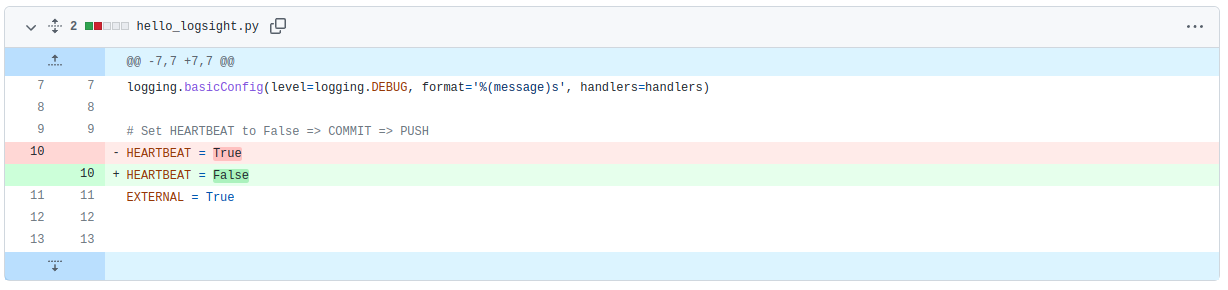 2 hello_logsight.py
@@ -7,7 +7,7 @@
7 7 logging.basicConfig(level=logging.DEBUG, format='%(message)s', handlers=handlers)
8 8
9 9 # Set HEARTBEAT to False => COMMIT => PUSH
10 - HEARTBEAT = True
10 + HEARTBEAT = False
11 11 EXTERNAL = True
12 12
13 13